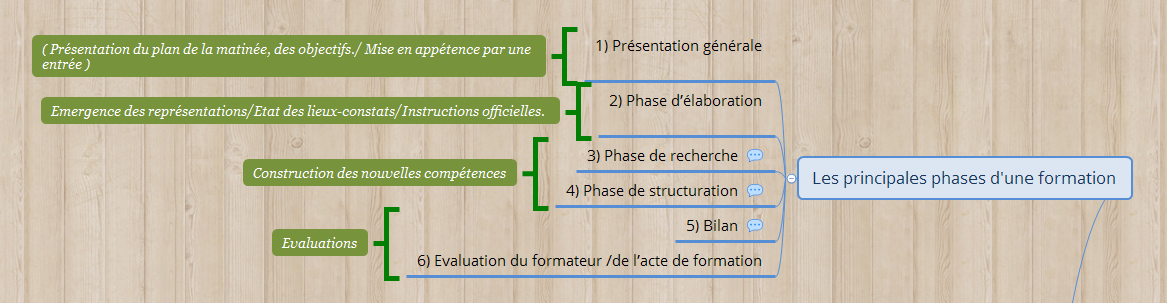 ( Présentation du plan de la matinée, des objectifs./ Mise en appétence par une
entrée )
1) Présentation générale
Emergence des représentations/Etat des lieux-constats/Instructions officielles.
2) Phase d'élaboration
3) Phase de recherche
Construction des nouvelles compétences
4) Phase de structuration
5) Bilan
Evaluations
6) Evaluation du formateur /de l'acte de formation
Les principales phases d'une formation